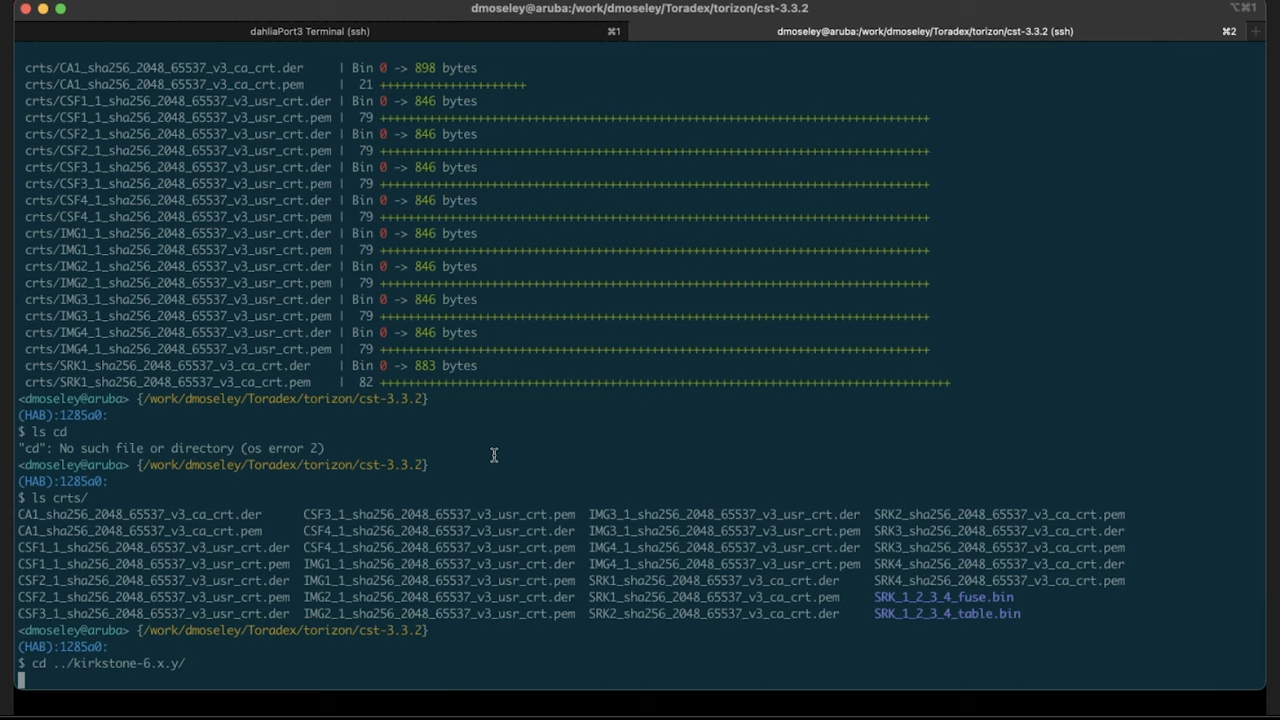 dmoseley@aruba:/work/dmoseley/Toradex/torizon/cst-3.3.2 ⌥⌘1
dahliaPort3 Terminal (ssh) ⌘1 dmoseley@aruba:/work/dmoseley/Toradex/torizon/cst-3.3.2 (ssh) ⌘2 +
crts/CA1_sha256_2048_65537_v3_ca_crt.der | Bin 0 -> 898 bytes
crts/CA1_sha256_2048_65537_v3_ca_crt.pem | 21 +++++++++++++++++++++
crts/CSF1_1_sha256_2048_65537_v3_usr_crt.der | Bin 0 -> 846 bytes
crts/CSF1_1_sha256_2048_65537_v3_usr_crt.pem | 79 +++++++++++++++++++++++++++++++++++++++++++++++++++++++++++++++++++++++++++++++
crts/CSF2_1_sha256_2048_65537_v3_usr_crt.der | Bin 0 -> 846 bytes
crts/CSF2_1_sha256_2048_65537_v3_usr_crt.pem | 79 +++++++++++++++++++++++++++++++++++++++++++++++++++++++++++++++++++++++++++++++
crts/CSF3_1_sha256_2048_65537_v3_usr_crt.der | Bin 0 -> 846 bytes
crts/CSF3_1_sha256_2048_65537_v3_usr_crt.pem | 79 +++++++++++++++++++++++++++++++++++++++++++++++++++++++++++++++++++++++++++++++
crts/CSF4_1_sha256_2048_65537_v3_usr_crt.der | Bin 0 -> 846 bytes
crts/CSF4_1_sha256_2048_65537_v3_usr_crt.pem | 79 +++++++++++++++++++++++++++++++++++++++++++++++++++++++++++++++++++++++++++++++
crts/IMG1_1_sha256_2048_65537_v3_usr_crt.der | Bin 0 -> 846 bytes
crts/IMG1_1_sha256_2048_65537_v3_usr_crt.pem | 79 +++++++++++++++++++++++++++++++++++++++++++++++++++++++++++++++++++++++++++++++
crts/IMG2_1_sha256_2048_65537_v3_usr_crt.der | Bin 0 -> 846 bytes
crts/IMG2_1_sha256_2048_65537_v3_usr_crt.pem | 79 +++++++++++++++++++++++++++++++++++++++++++++++++++++++++++++++++++++++++++++++
crts/IMG3_1_sha256_2048_65537_v3_usr_crt.der | Bin 0 -> 846 bytes
crts/IMG3_1_sha256_2048_65537_v3_usr_crt.pem | 79 +++++++++++++++++++++++++++++++++++++++++++++++++++++++++++++++++++++++++++++++
crts/IMG4_1_sha256_2048_65537_v3_usr_crt.der | Bin 0 -> 846 bytes
crts/IMG4_1_sha256_2048_65537_v3_usr_crt.pem | 79 +++++++++++++++++++++++++++++++++++++++++++++++++++++++++++++++++++++++++++++++
crts/SRK1_sha256_2048_65537_v3_ca_crt.der | Bin 0 -> 883 bytes
crts/SRK1_sha256_2048_65537_v3_ca_crt.pem | 82 ++++++++++++++++++++++++++++++++++++++++++++++++++++++++++++++++++++++++++++++++++
<dmoseley@aruba> {/work/dmoseley/Toradex/torizon/cst-3.3.2}
(HAB):1285a0:
$ ls cd
"cd": No such file or directory (os error 2)
<dmoseley@aruba> {/work/dmoseley/Toradex/torizon/cst-3.3.2}
(HAB):1285a0:
$ ls crts/
CA1_sha256_2048_65537_v3_ca_crt.der CSF3_1_sha256_2048_65537_v3_usr_crt.pem IMG3_1_sha256_2048_65537_v3_usr_crt.der SRK2_sha256_2048_65537_v3_ca_crt.pem
CA1_sha256_2048_65537_v3_ca_crt.pem CSF4_1_sha256_2048_65537_v3_usr_crt.der IMG3_1_sha256_2048_65537_v3_usr_crt.pem SRK3_sha256_2048_65537_v3_ca_crt.der
CSF1_1_sha256_2048_65537_v3_usr_crt.der CSF4_1_sha256_2048_65537_v3_usr_crt.pem IMG4_1_sha256_2048_65537_v3_usr_crt.der SRK3_sha256_2048_65537_v3_ca_crt.pem
CSF1_1_sha256_2048_65537_v3_usr_crt.pem IMG1_1_sha256_2048_65537_v3_usr_crt.der IMG4_1_sha256_2048_65537_v3_usr_crt.pem SRK4_sha256_2048_65537_v3_ca_crt.der
CSF2_1_sha256_2048_65537_v3_usr_crt.der IMG1_1_sha256_2048_65537_v3_usr_crt.pem SRK1_sha256_2048_65537_v3_ca_crt.der SRK4_sha256_2048_65537_v3_ca_crt.pem
CSF2_1_sha256_2048_65537_v3_usr_crt.pem IMG2_1_sha256_2048_65537_v3_usr_crt.der SRK1_sha256_2048_65537_v3_ca_crt.pem SRK_1_2_3_4_fuse.bin
CSF3_1_sha256_2048_65537_v3_usr_crt.der IMG2_1_sha256_2048_65537_v3_usr_crt.pem SRK2_sha256_2048_65537_v3_ca_crt.der SRK_1_2_3_4_table.bin
<dmoseley@aruba> {/work/dmoseley/Toradex/torizon/cst-3.3.2}
(HAB):1285a0:
$ cd ../kirkstone-6.x.y/